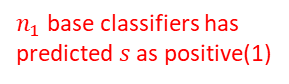 n₁ base classifiers has
predicted s as positive(1)